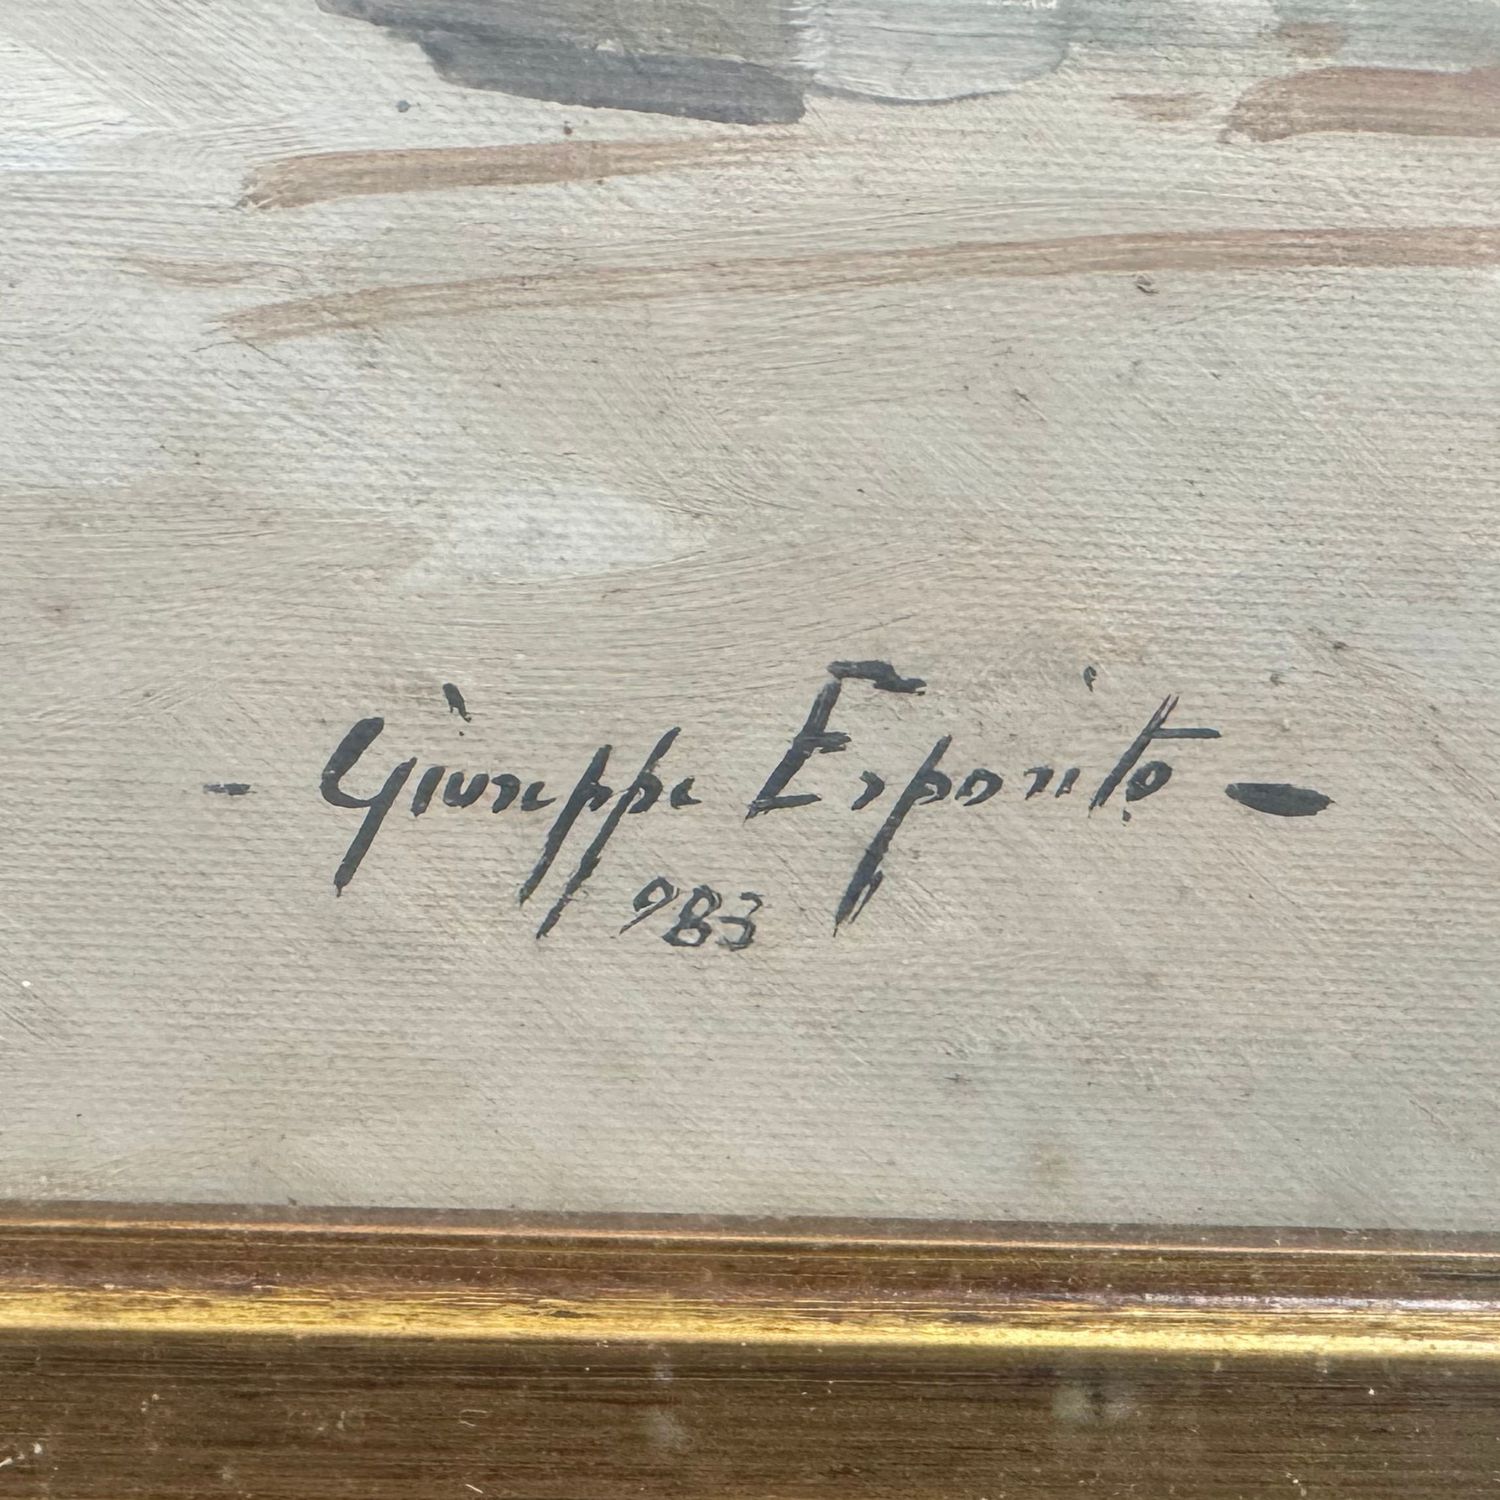 - Giuseppe Esposito -
983